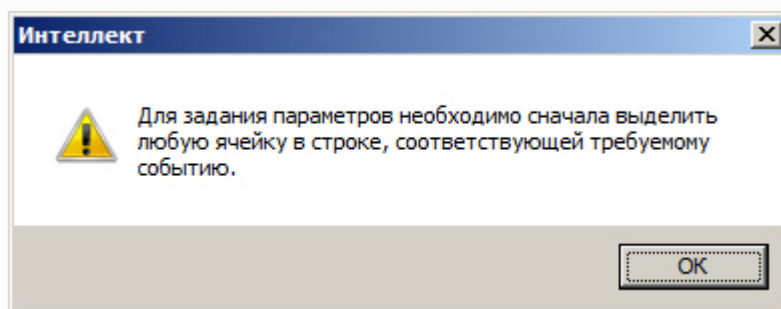 Интеллект
Для задания параметров необходимо сначала выделить
любую ячейку в строке, соответствующей требуемому
событию.
OK